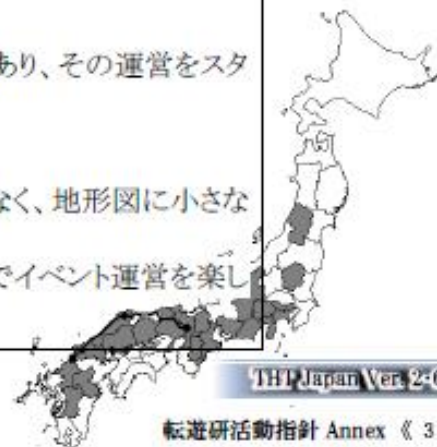 あり、その運営をスタ
なく、地形図に小さな
でイベント運営を楽し
THT Japan Ver. 2-
転遊研活動指針 Annex 《 3